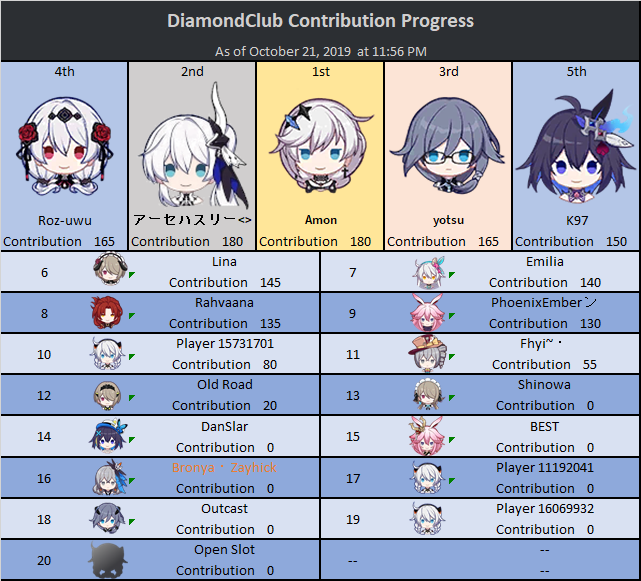 DiamondClub Contribution Progress
As of October 21, 2019 at 11:56 PM
4th
2nd
1st
3rd
5th
Roz-uwu
アーセハスリー<>
Amon
yotsu
K97
Contribution 165
Contribution 180
Contribution 180
Contribution 165
Contribution 150
6
Lina
Contribution 145
7
Emilia
Contribution 140
8
Rahvaana
Contribution 135
9
PhoenixEmberン
Contribution 130
10
Player 15731701
Contribution 80
11
Fhyi~・
Contribution 55
12
Old Road
Contribution 20
13
Shinowa
Contribution 0
14
DanSlar
Contribution 0
15
BEST
Contribution 0
16
Bronya・Zayhick
Contribution 0
17
Player 11192041
Contribution 0
18
Outcast
Contribution 0
19
Player 16069932
Contribution 0
20
Open Slot
Contribution 0
--
--
--